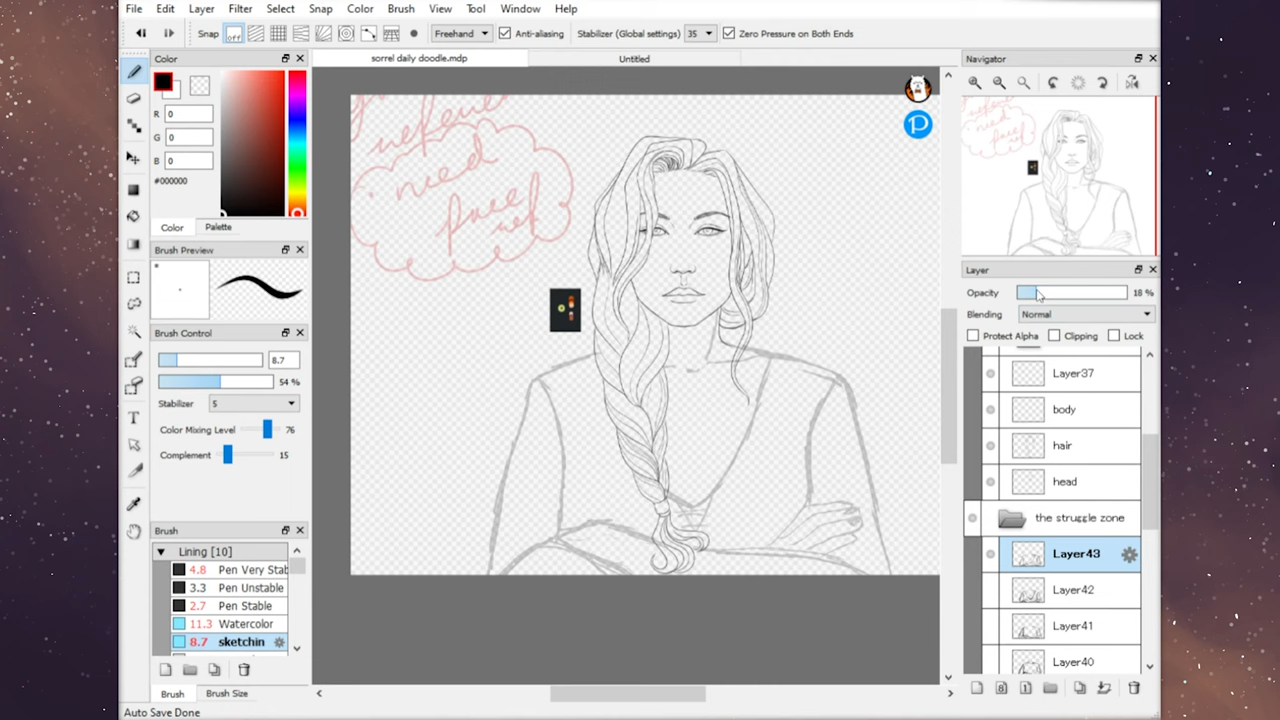 File Edit Layer Filter Select Snap Color Brush View Tool Window Help
Snap off Freehand Anti-aliasing Stabilizer (Global settings) 35 Zero Pressure on Both Ends
Color
sorrel daily doodle.mdp
Untitled
Navigator
R 0
G 0
B 0
#000000
Color Palette
Brush Preview
Brush Control
8.7
54 %
Stabilizer 5
Color Mixing Level 76
Complement 15
Brush
Lining [10]
4.8 Pen Very Stab
3.3 Pen Unstable
2.7 Pen Stable
11.3 Watercolor
8.7 sketchin
Brush Brush Size
Auto Save Done
need
free
Layer
Opacity 18 %
Blending Normal
Protect Alpha Clipping Lock
Layer37
body
hair
head
the struggle zone
Layer43
Layer42
Layer41
Layer40